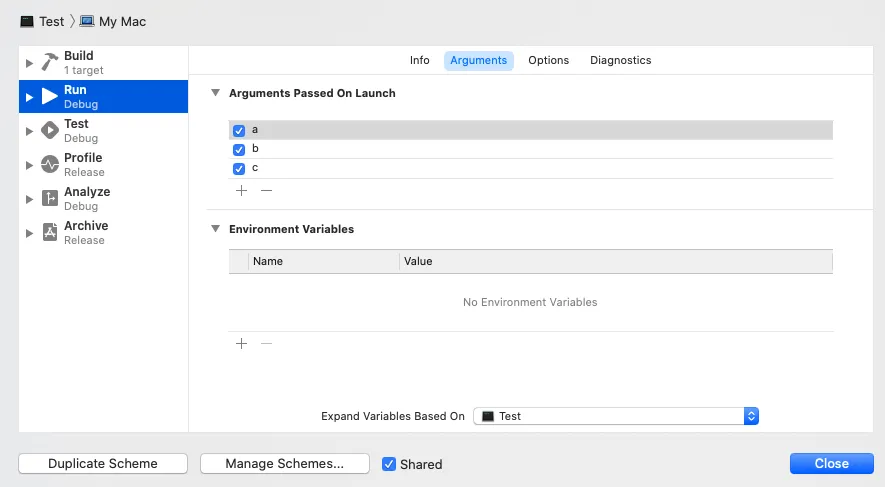 Test 〉 My Mac
Build
1 target
Run
Debug
Test
Debug
Profile
Release
Analyze
Debug
Archive
Release
Info Arguments Options Diagnostics
Arguments Passed On Launch
a
b
c
Environment Variables
Name Value
No Environment Variables
Expand Variables Based On Test
Duplicate Scheme Manage Schemes... Shared Close